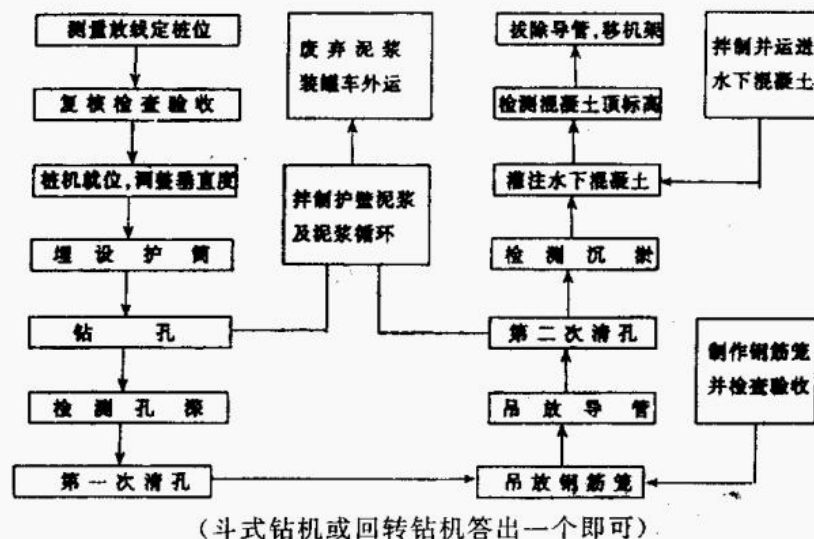 测量放线定桩位
复核检查验收
桩机就位,调整垂直度
埋设护筒
钻孔
检测孔深
第一次清孔
废弃泥浆
装罐车外运
拌制护壁泥浆
及泥浆循环
拔除导管,移机架
检测混凝土顶标高
灌注水下混凝土
检测沉淤
第二次清孔
吊放导管
吊放钢筋笼
拌制并运送
水下混凝土
制作钢筋笼
并检查验收
(斗式钻机或回转钻机答出一个即可)